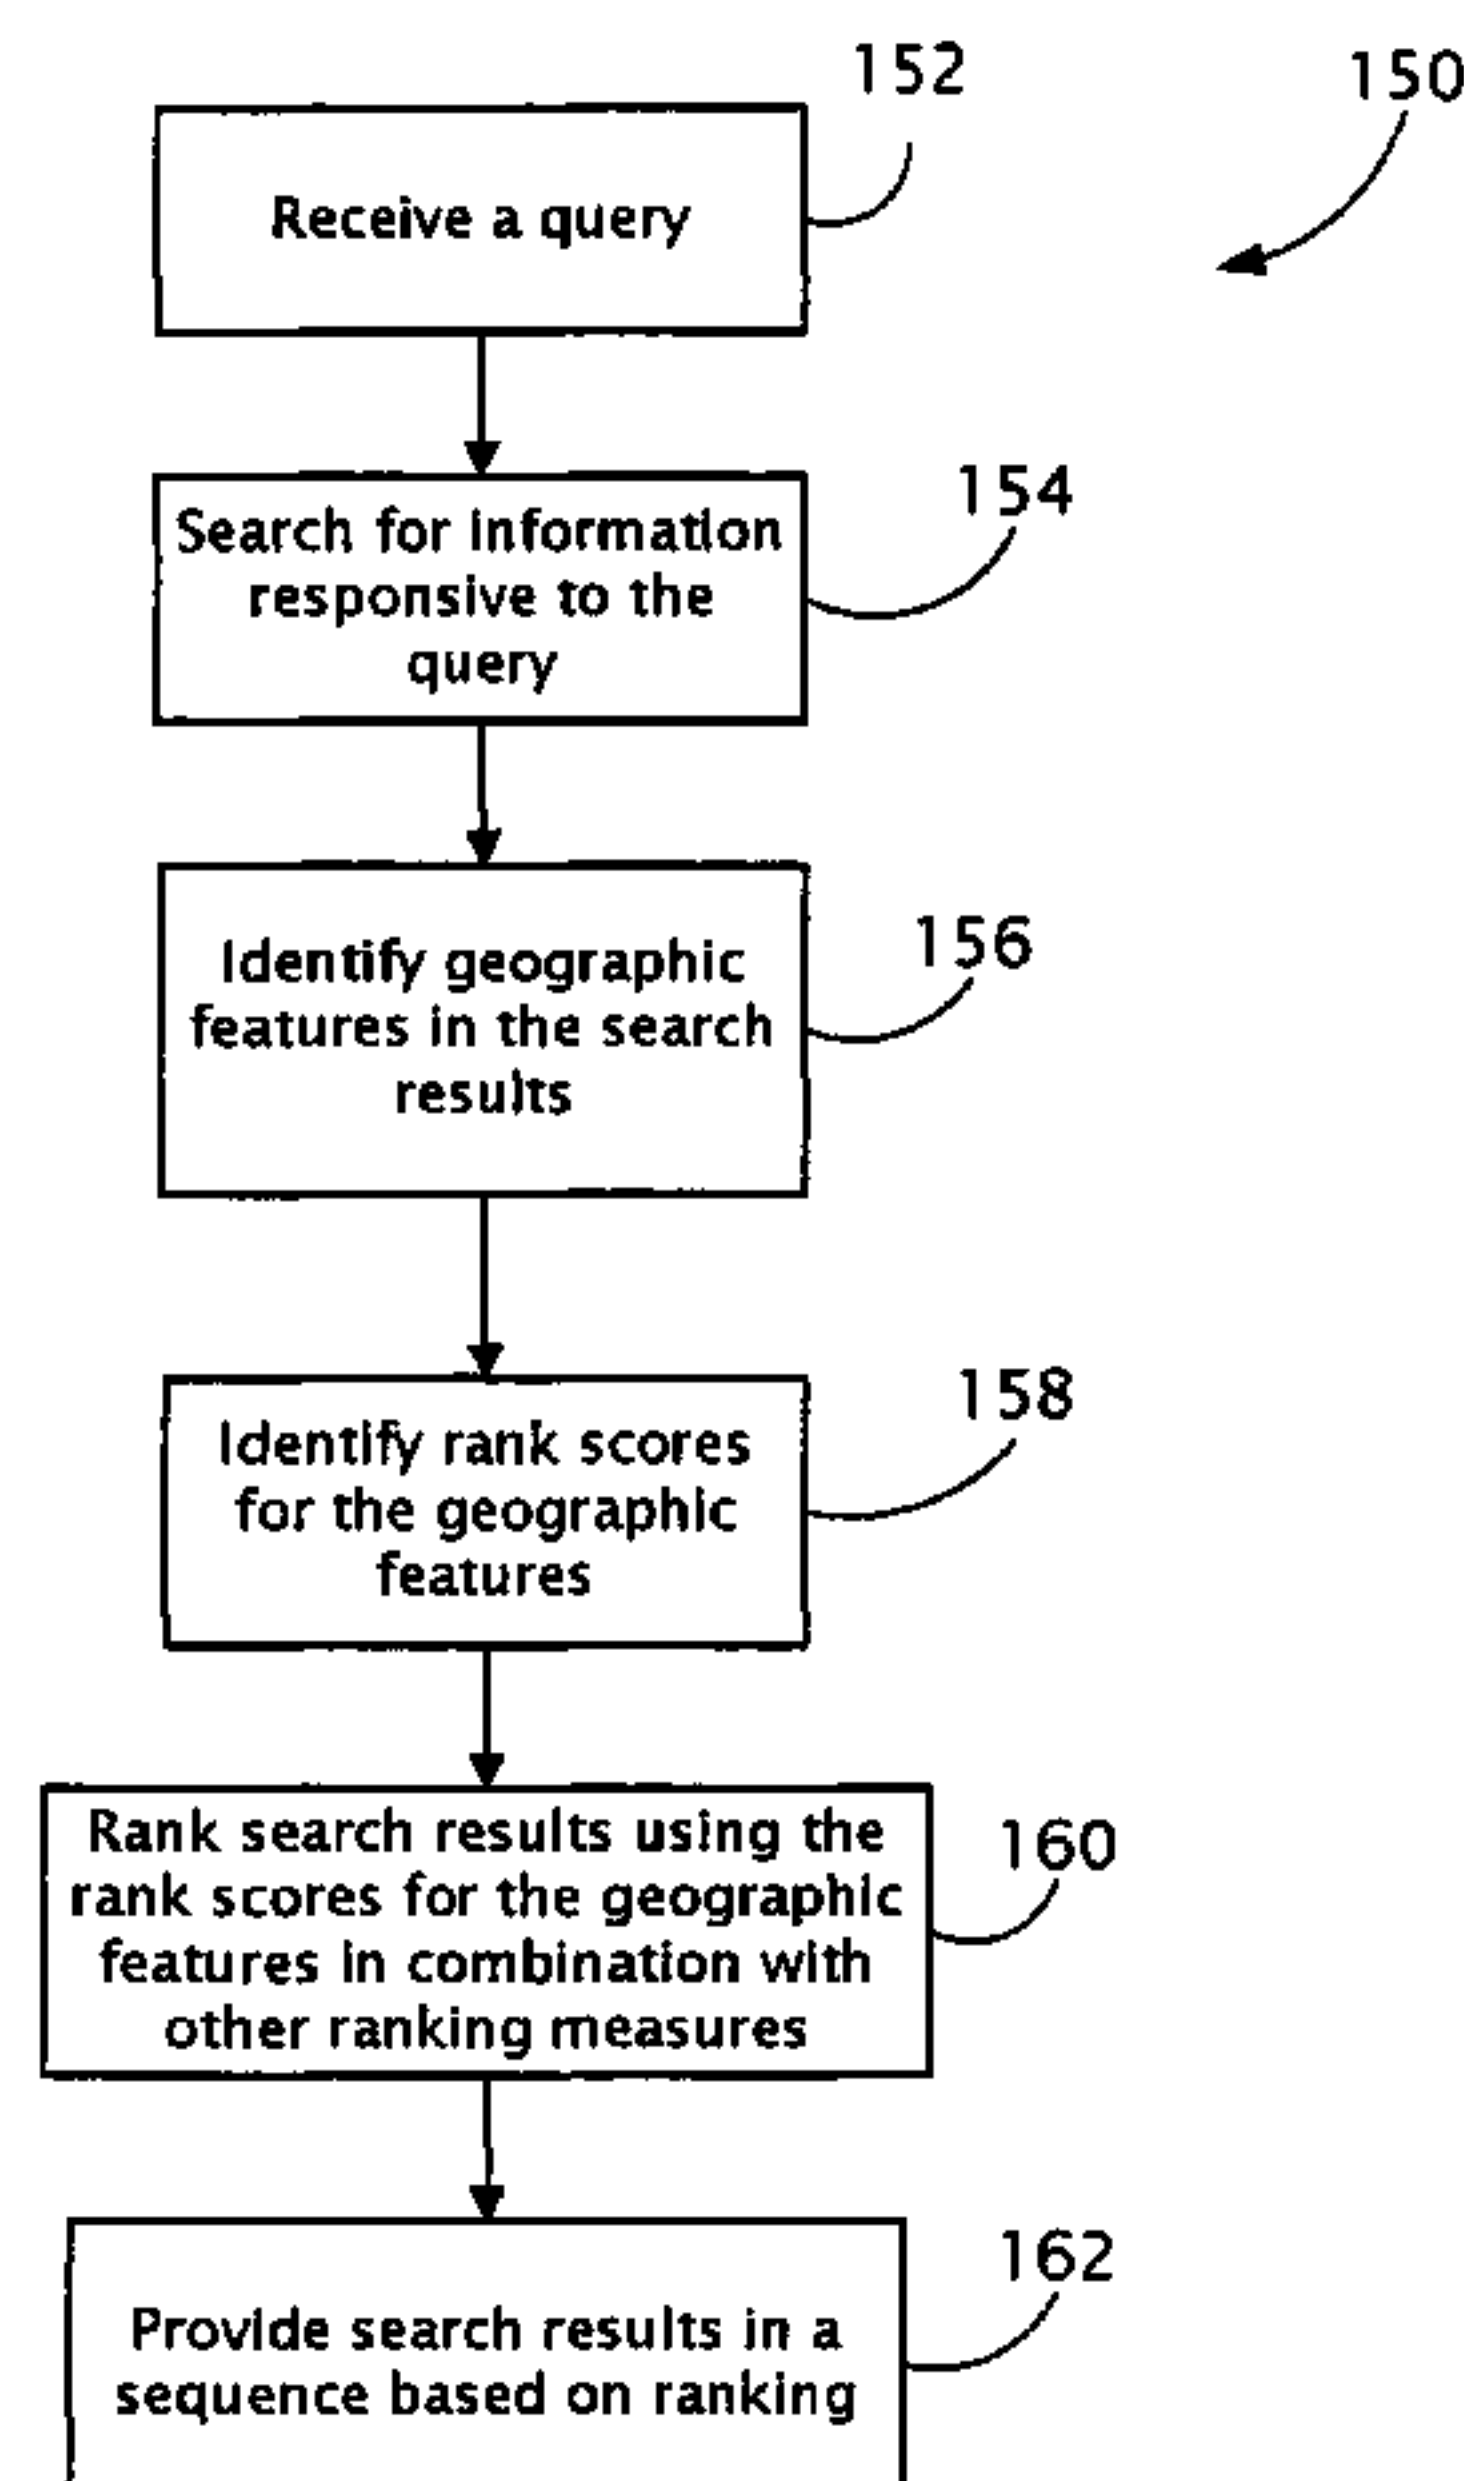 152
150
Receive a query
154
Search for information
responsive to the
query
156
Identify geographic
features in the search
results
158
Identify rank scores
for the geographic
features
160
Rank search results using the
rank scores for the geographic
features in combination with
other ranking measures
162
Provide search results in a
sequence based on ranking